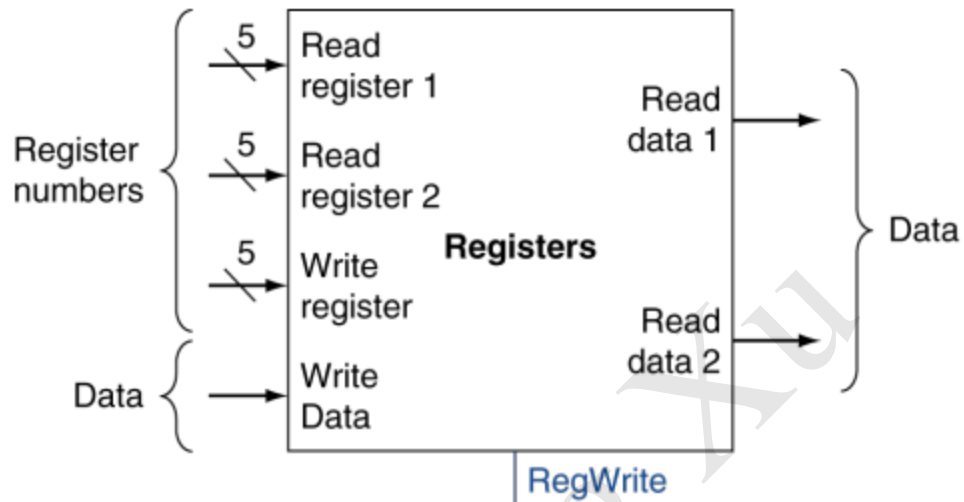 Register
numbers
Data
5
Read
register 1
5
Read
register 2
5
Write
register
Write
Data
Registers
Read
data 1
Read
data 2
Data
RegWrite
Xu